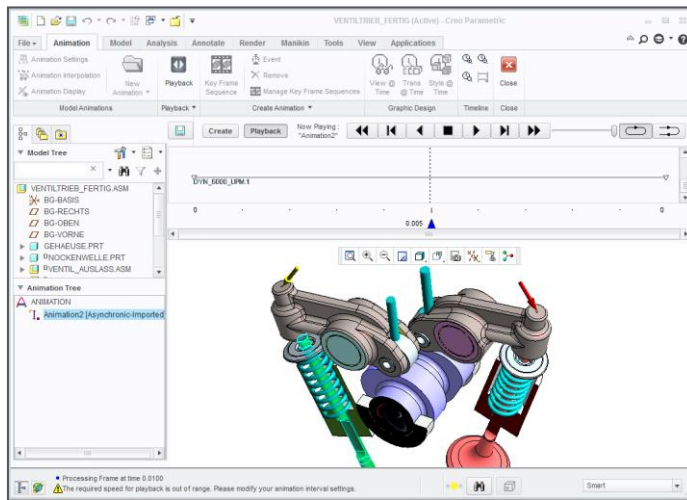 VENTILTRIEB_FERTIG (Active) - Creo Parametric
File Animation Model Analysis Annotate Render Manikin Tools View Applications
Animation Settings
Animation Interpolation
Animation Display
New Animation
Playback
Key Frame Sequence
Event
Remove
Manage Key Frame Sequences
View @ Time
Trans @ Time
Style @ Time
Close
Model Animations Playback Create Animation Graphic Design Timeline Close
Create Playback Now Playing : "Animation2"
Model Tree
VENTILTRIEB_FERTIG.ASM
BG-BASIS
BG-RECHTS
BG-OBEN
BG-VORNE
GEHAEUSE.PRT
NOCKENWELLE.PRT
VENTIL_AUSLASS.ASM
Animation Tree
ANIMATION
Animation2 [Asynchronic-Imported
DYN_6000_UPM.1
0 0
0.005
Processing Frame at time 0.0100
The required speed for playback is out of range. Please modify your animation interval settings.
Smart